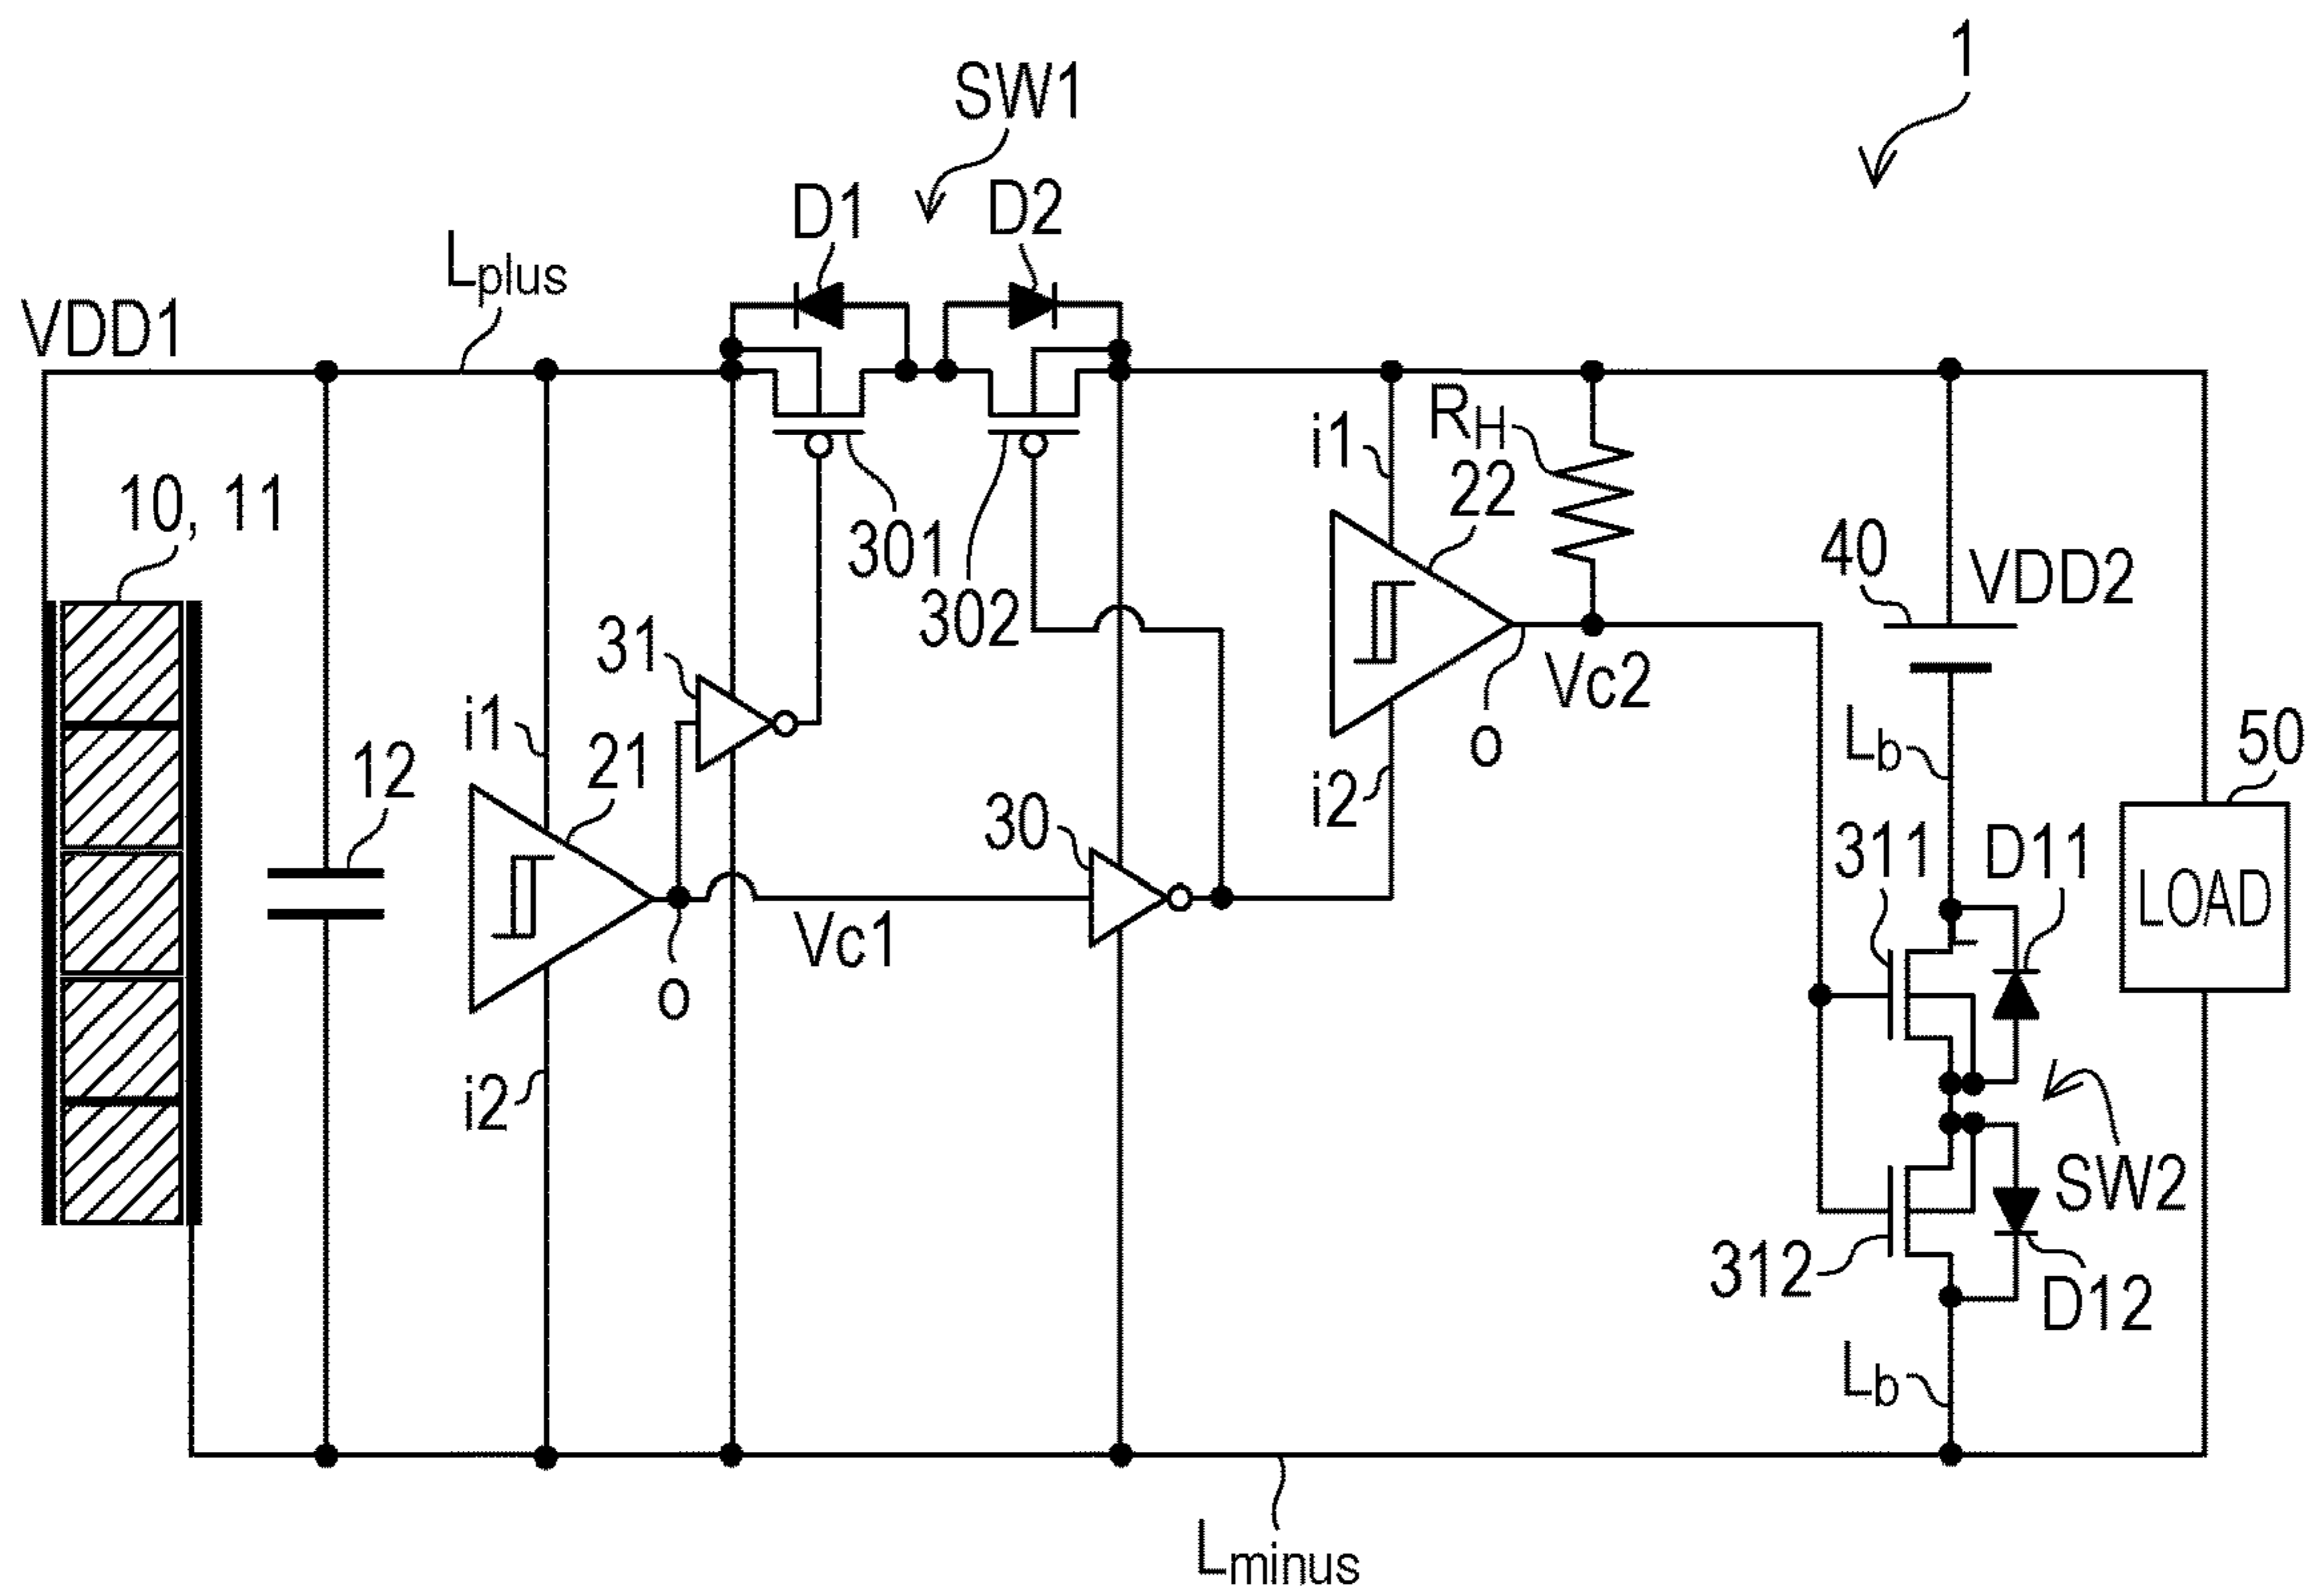 1
SW1
D1
D2
Lplus
VDD1
RH
i1
22
10, 11
301
40
VDD2
302
31
Vc2
i1
21
o
Lb
50
12
i2
30
311
D11
LOAD
Vc1
o
i2
SW2
312
D12
Lb
Lminus